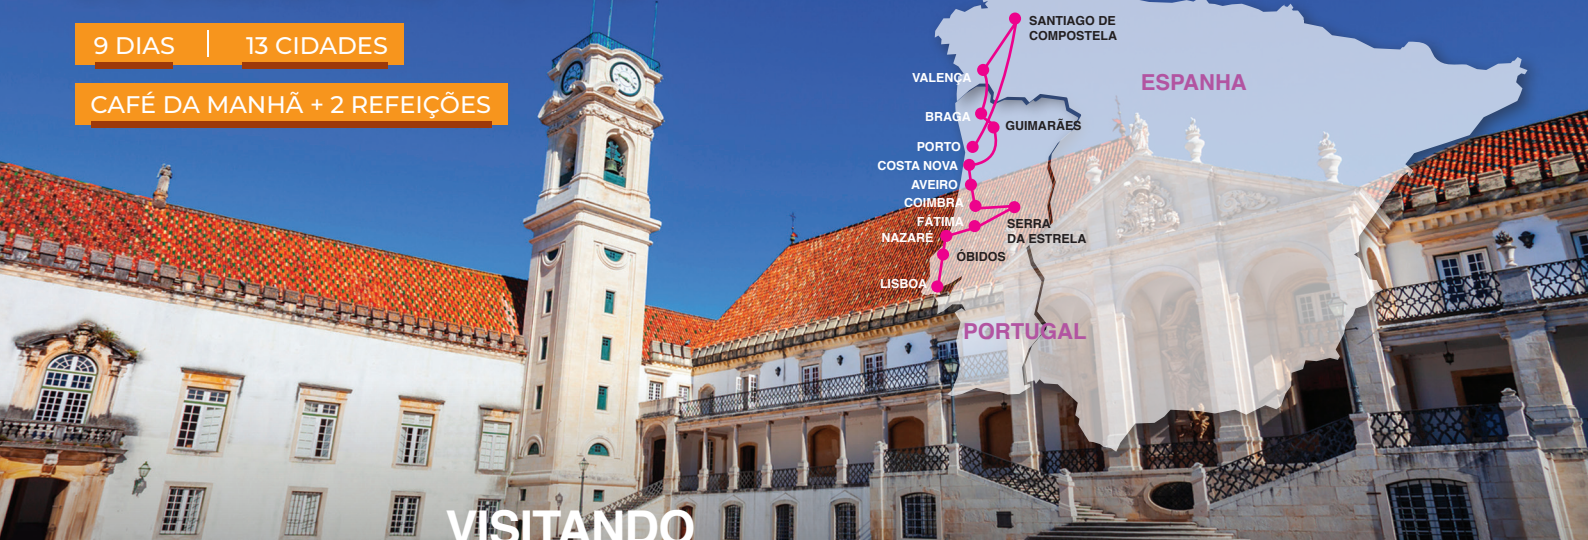 9 DIAS | 13 CIDADES
CAFÉ DA MANHÃ + 2 REFEIÇÕES
SANTIAGO DE
COMPOSTELA
VALENÇA
ESPANHA
BRAGA
GUIMARÃES
PORTO
COSTA NOVA
AVEIRO
COIMBRA
FÁTIMA
SERRA
DA ESTRELA
NAZARÉ
ÓBIDOS
LISBOA
PORTUGAL
VISITANDO